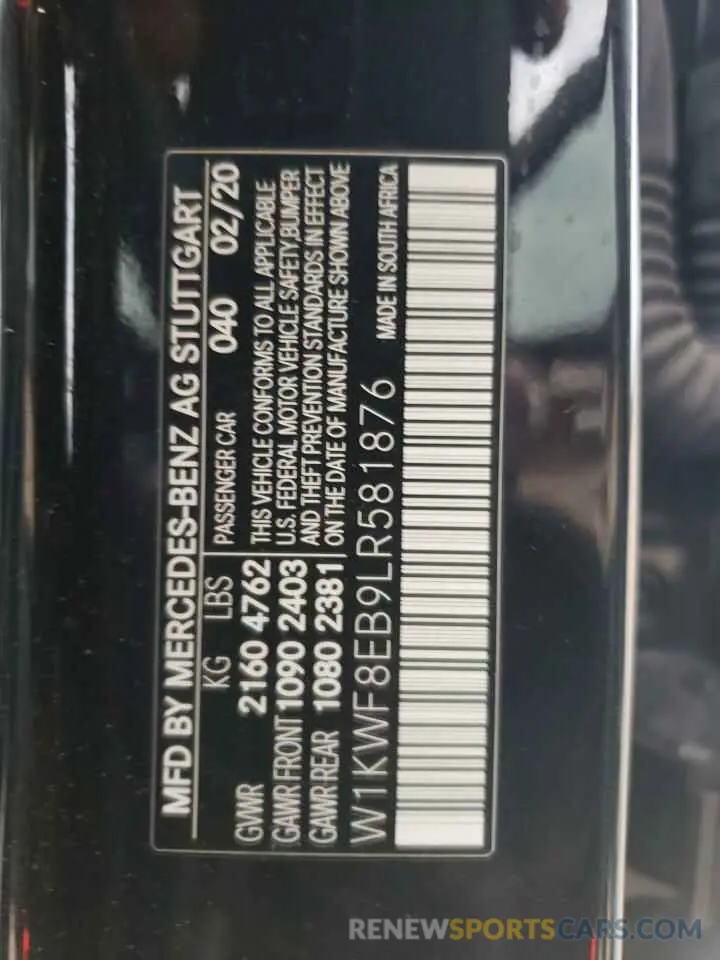 MFD BY MERCEDES-BENZ AG STUTTGART
KG LBS PASSENGER CAR 040 02/20
GVWR 2160 4762 THIS VEHICLE CONFORMS TO ALL APPLICABLE
GAWR FRONT 1090 2403 U.S. FEDERAL MOTOR VEHICLE SAFETY,BUMPER
GAWR REAR 1080 2381 AND THEFT PREVENTION STANDARDS IN EFFECT
ON THE DATE OF MANUFACTURE SHOWN ABOVE
W1KWF8EB9LR581876 MADE IN SOUTH AFRICA
RENEWSPORTSCARS.COM